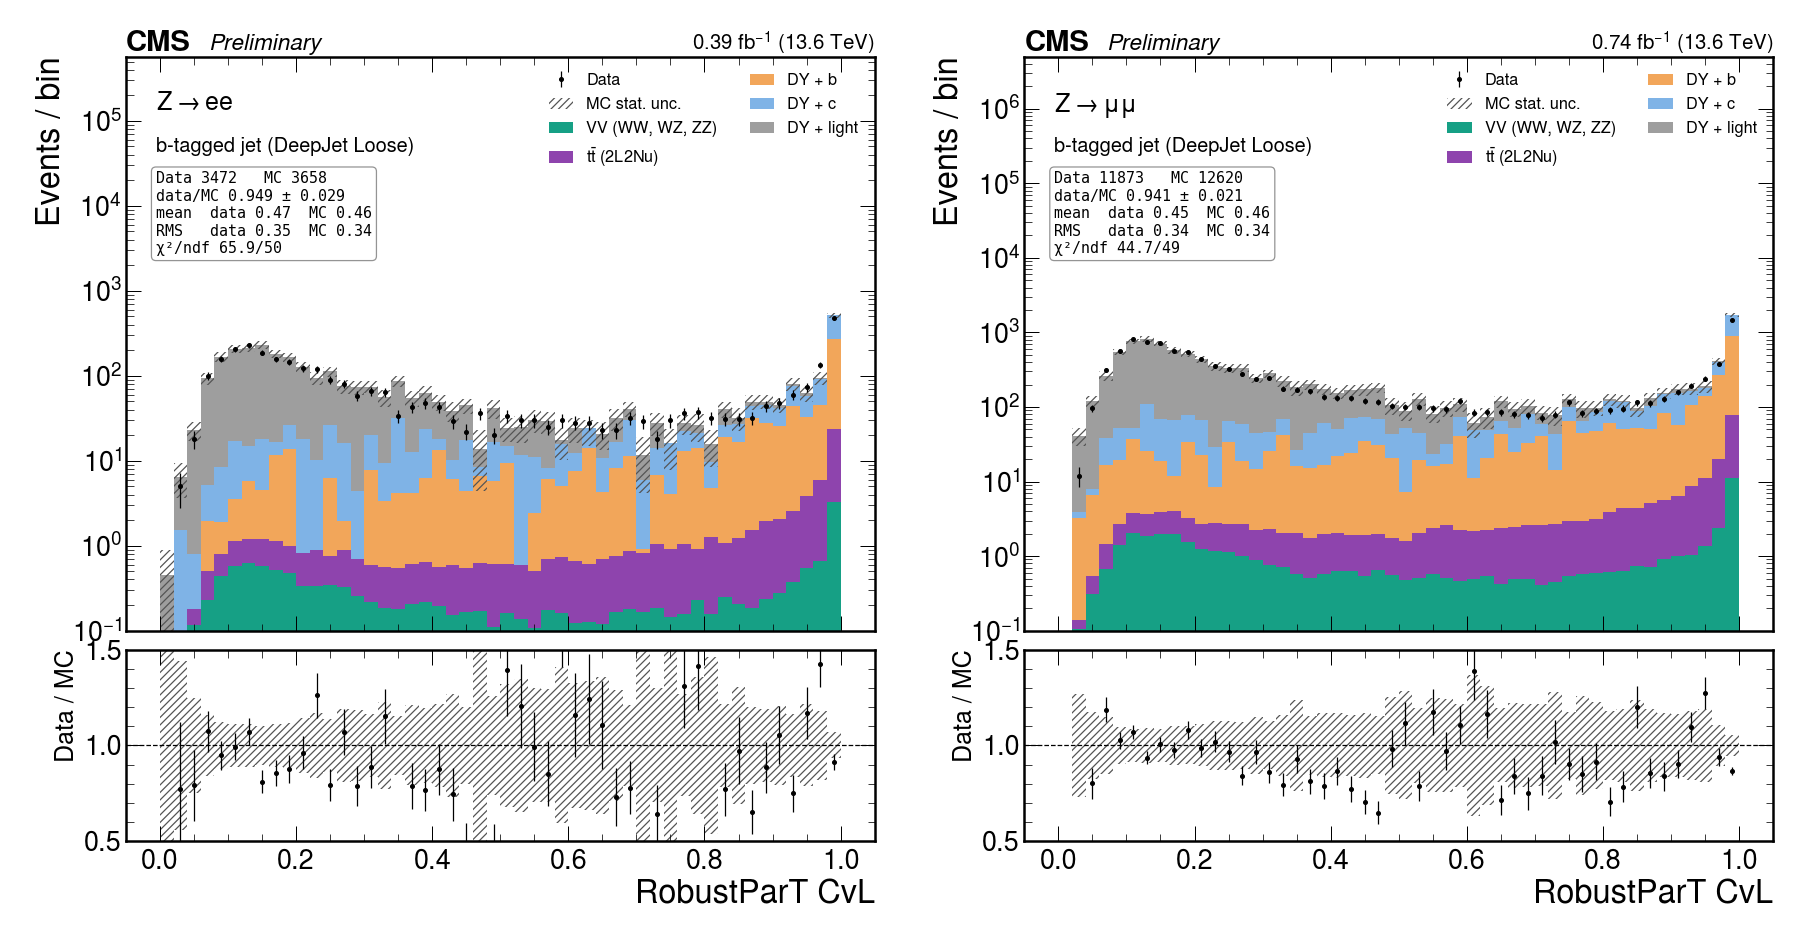 CMS Preliminary 0.39 fb⁻¹ (13.6 TeV)
Events / bin
Z→ee
b-tagged jet (DeepJet Loose)
Data 3472 MC 3658
data/MC 0.949 ± 0.029
mean data 0.47 MC 0.46
RMS data 0.35 MC 0.34
χ²/ndf 65.9/50
Data
MC stat. unc.
VV (WW, WZ, ZZ)
tt̄ (2L2Nu)
DY + b
DY + c
DY + light
10⁵
10⁴
10³
10²
10¹
10⁰
10⁻¹
Data / MC
1.5
1.0
0.5
0.0 0.2 0.4 0.6 0.8 1.0
RobustParT CvL
CMS Preliminary 0.74 fb⁻¹ (13.6 TeV)
Events / bin
Z→μμ
b-tagged jet (DeepJet Loose)
Data 11873 MC 12620
data/MC 0.941 ± 0.021
mean data 0.45 MC 0.46
RMS data 0.34 MC 0.34
χ²/ndf 44.7/49
Data
MC stat. unc.
VV (WW, WZ, ZZ)
tt̄ (2L2Nu)
DY + b
DY + c
DY + light
10⁶
10⁵
10⁴
10³
10²
10¹
10⁰
10⁻¹
Data / MC
1.5
1.0
0.5
0.0 0.2 0.4 0.6 0.8 1.0
RobustParT CvL